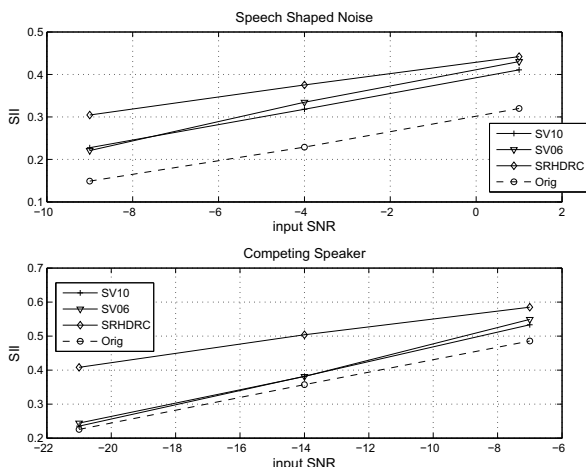 Speech Shaped Noise
0.5
0.4
0.3
0.2
0.1
SII
−10
−8
−6
−4
−2
0
2
4
input SNR
SV10
SV06
SRHDRC
Orig
Competing Speaker
0.7
0.6
0.5
0.4
0.3
0.2
SII
SV10
SV06
SRHDRC
Orig
−22
−20
−18
−16
−14
−12
−10
−8
−6
input SNR